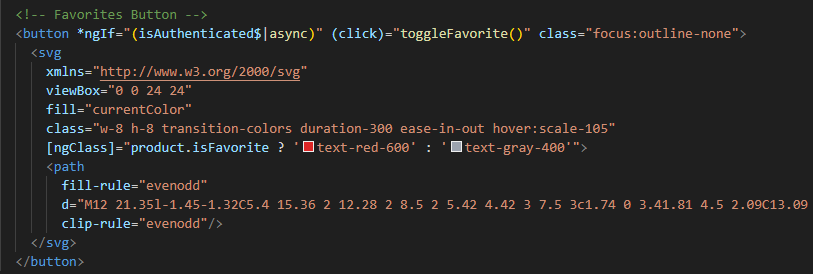 <!-- Favorites Button -->
<button *ngIf="(isAuthenticated$|async)" (click)="toggleFavorite()" class="focus:outline-none">
<svg
xmlns="http://www.w3.org/2000/svg"
viewBox="0 0 24 24"
fill="currentColor"
class="w-8 h-8 transition-colors duration-300 ease-in-out hover:scale-105"
[ngClass]="product.isFavorite ? 'text-red-600' : 'text-gray-400'">
<path
fill-rule="evenodd"
d="M12 21.35l-1.45-1.32C5.4 15.36 2 12.28 2 8.5 2 5.42 4.42 3 7.5 3c1.74 0 3.41.81 4.5 2.09C13.09
clip-rule="evenodd"/>
</svg>
</button>